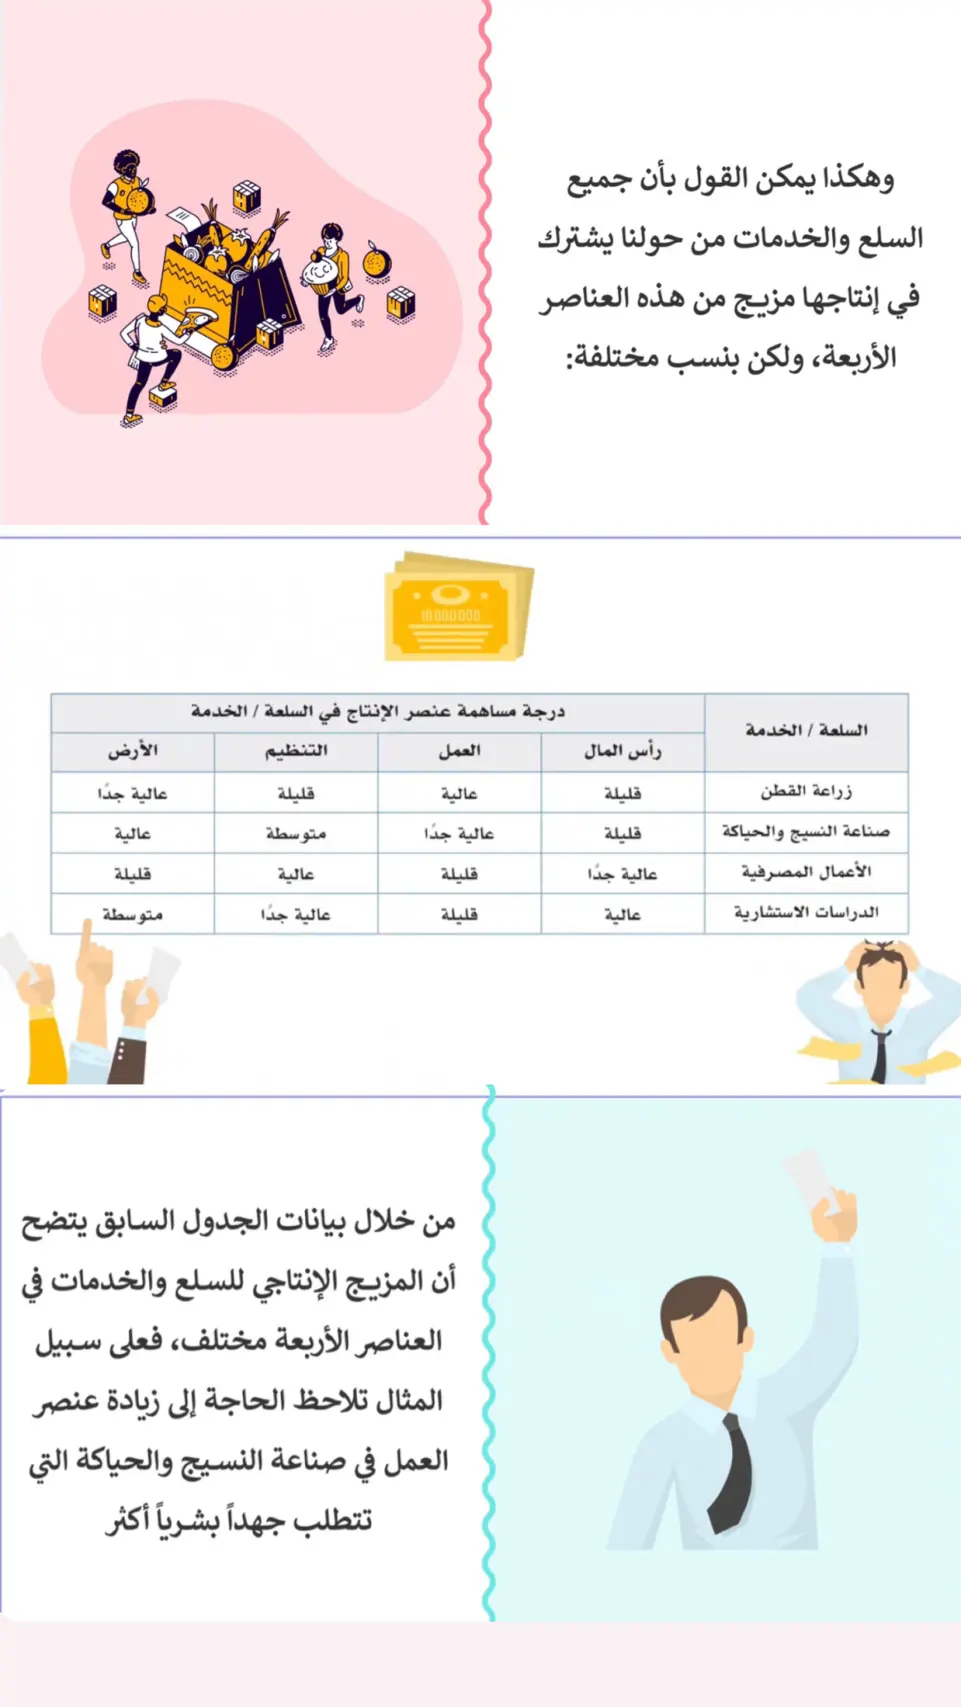 وهكذا يمكن القول بأن جميع
السلع والخدمات من حولنا يشترك
في إنتاجها مزيج من هذه العناصر
الأربعة، ولكن بنسب مختلفة:
السلعة / الخدمة
درجة مساهمة عنصر الإنتاج في السلعة / الخدمة
رأس المال العمل التنظيم الأرض
زراعة القطن قليلة عالية قليلة عالية جدًا
صناعة النسيج والحياكة قليلة عالية جدًا متوسطة عالية
الأعمال المصرفية عالية جدًا قليلة عالية قليلة
الدراسات الاستشارية عالية قليلة عالية جدًا متوسطة
من خلال بيانات الجدول السابق يتضح
أن المزيج الإنتاجي للسلع والخدمات في
العناصر الأربعة مختلف، فعلى سبيل
المثال تلاحظ الحاجة إلى زيادة عنصر
العمل في صناعة النسيج والحياكة التي
تتطلب جهداً بشرياً أكثر